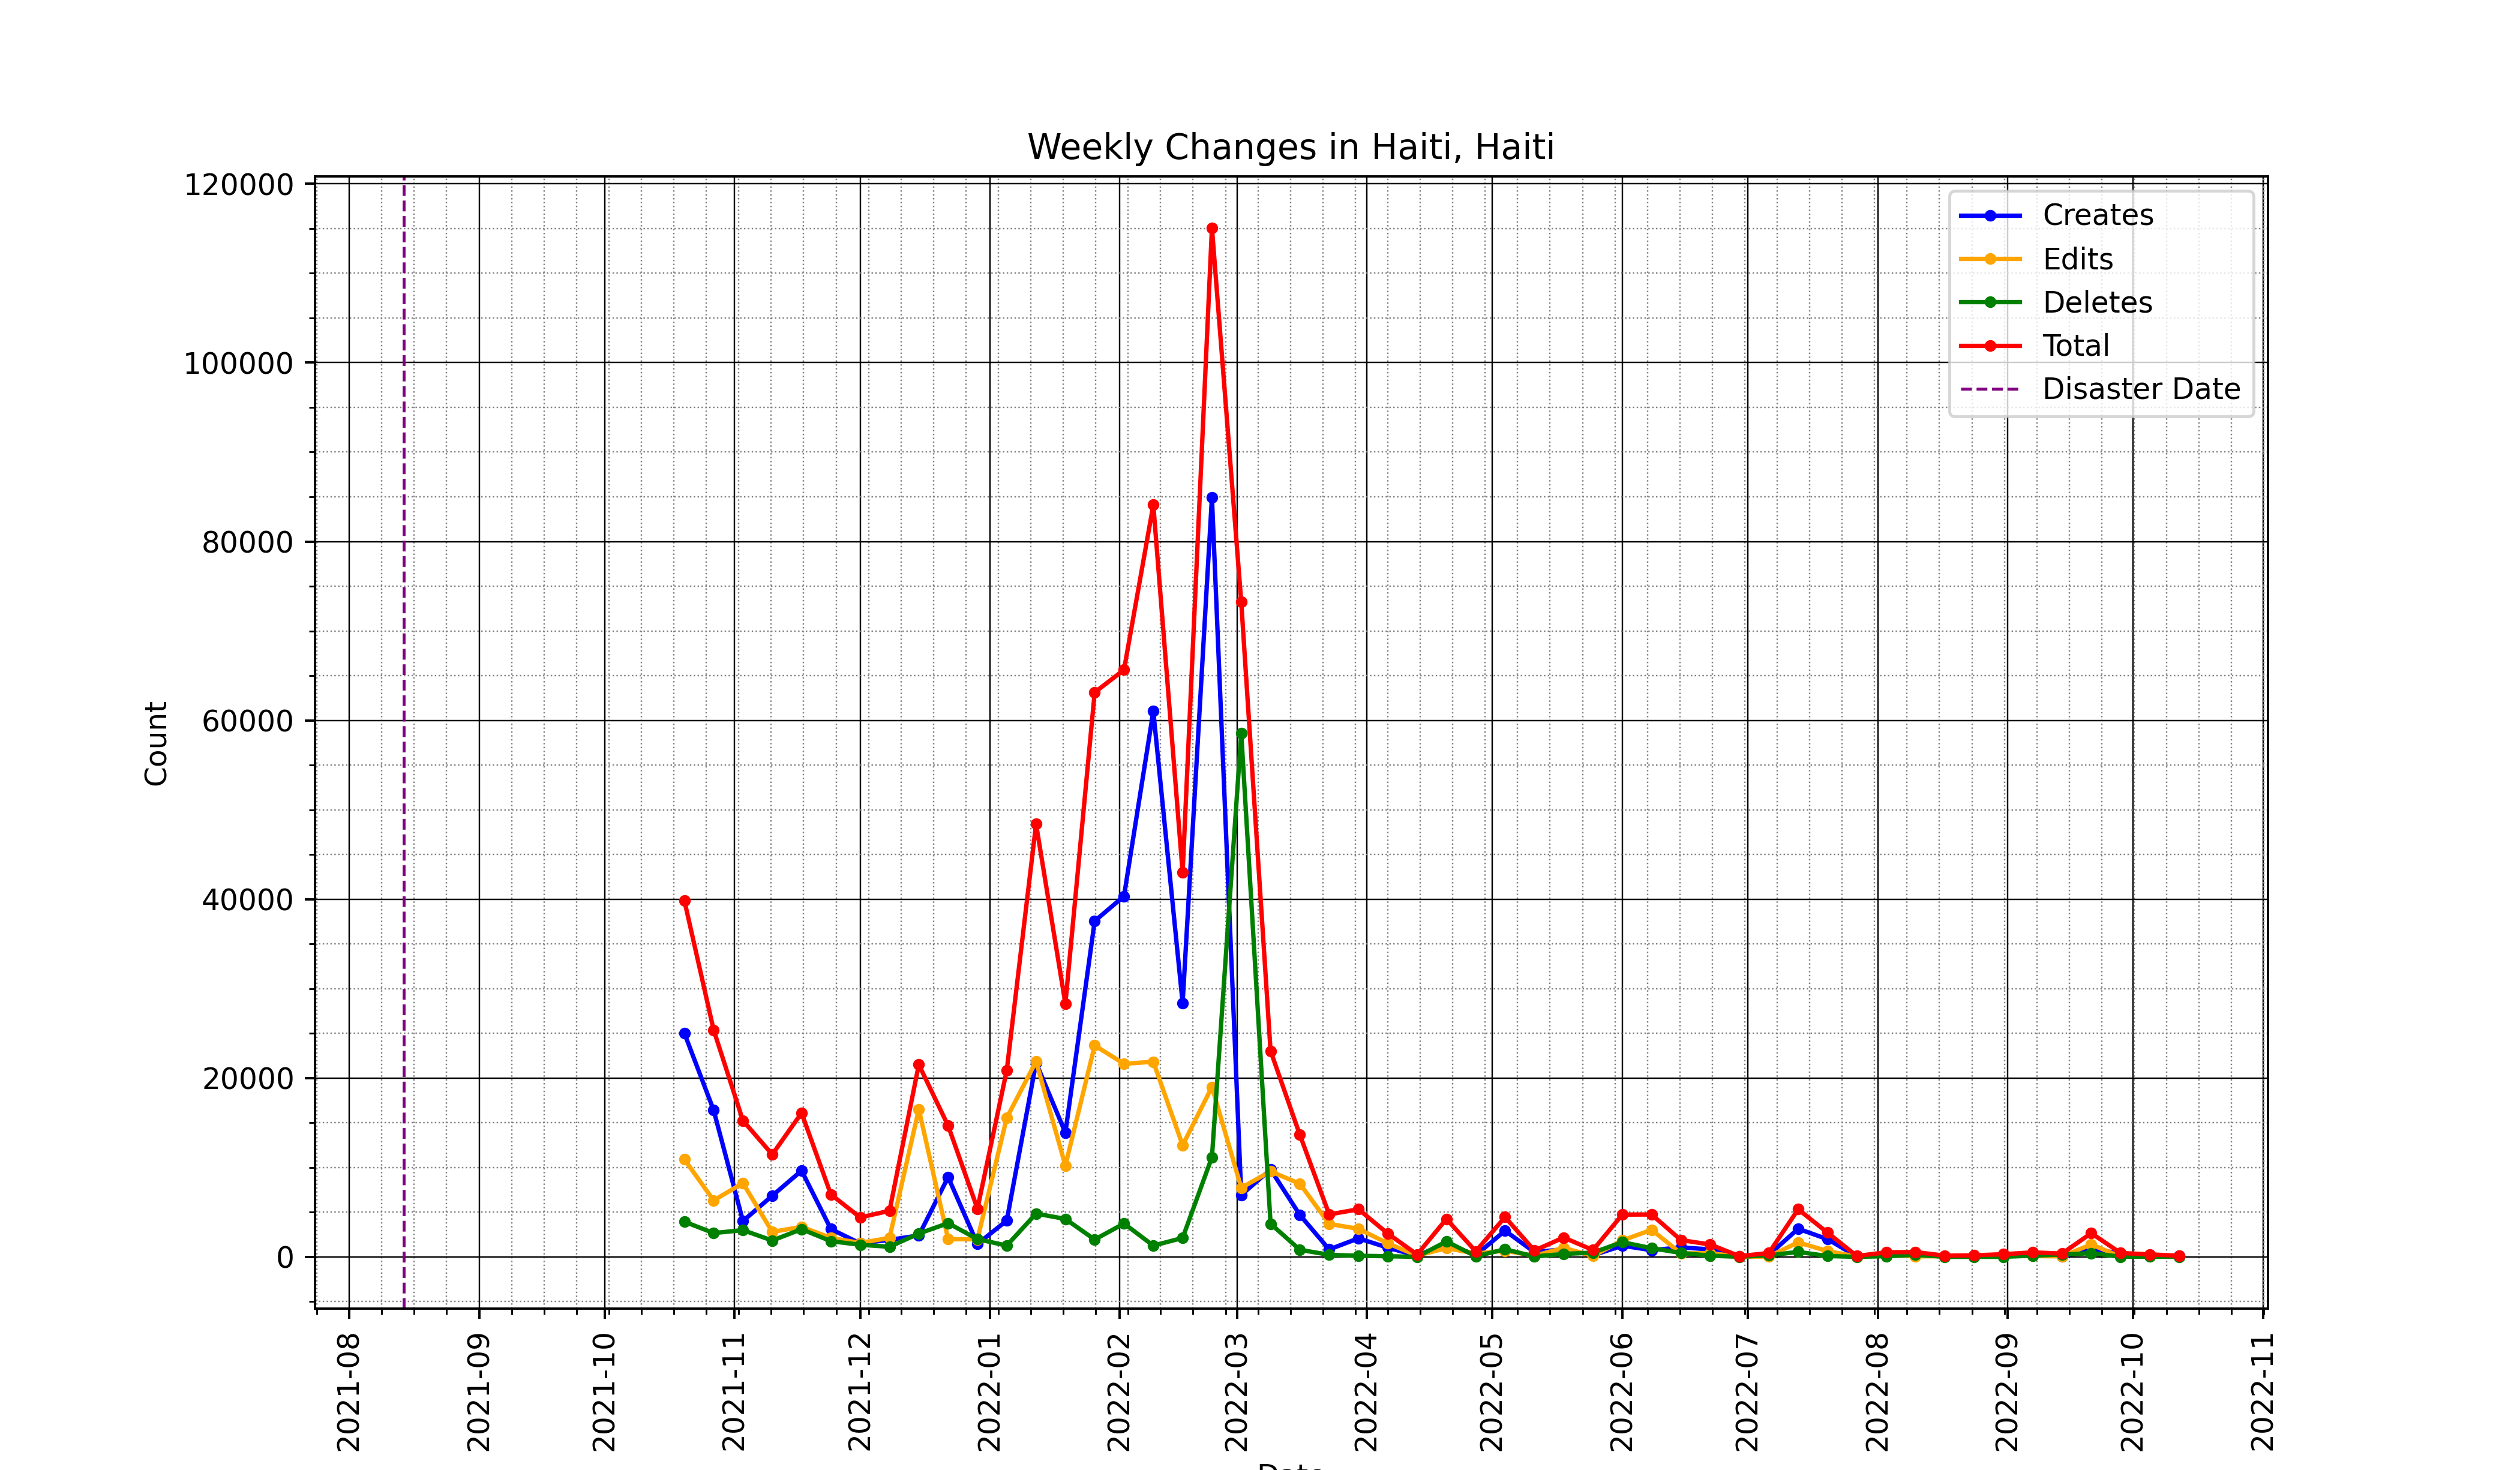 Weekly Changes in Haiti, Haiti
120000
100000
80000
60000
40000
20000
0
Count
Creates
Edits
Deletes
Total
Disaster Date
2021-08
2021-09
2021-10
2021-11
2021-12
2022-01
2022-02
2022-03
2022-04
2022-05
2022-06
2022-07
2022-08
2022-09
2022-10
2022-11
Date